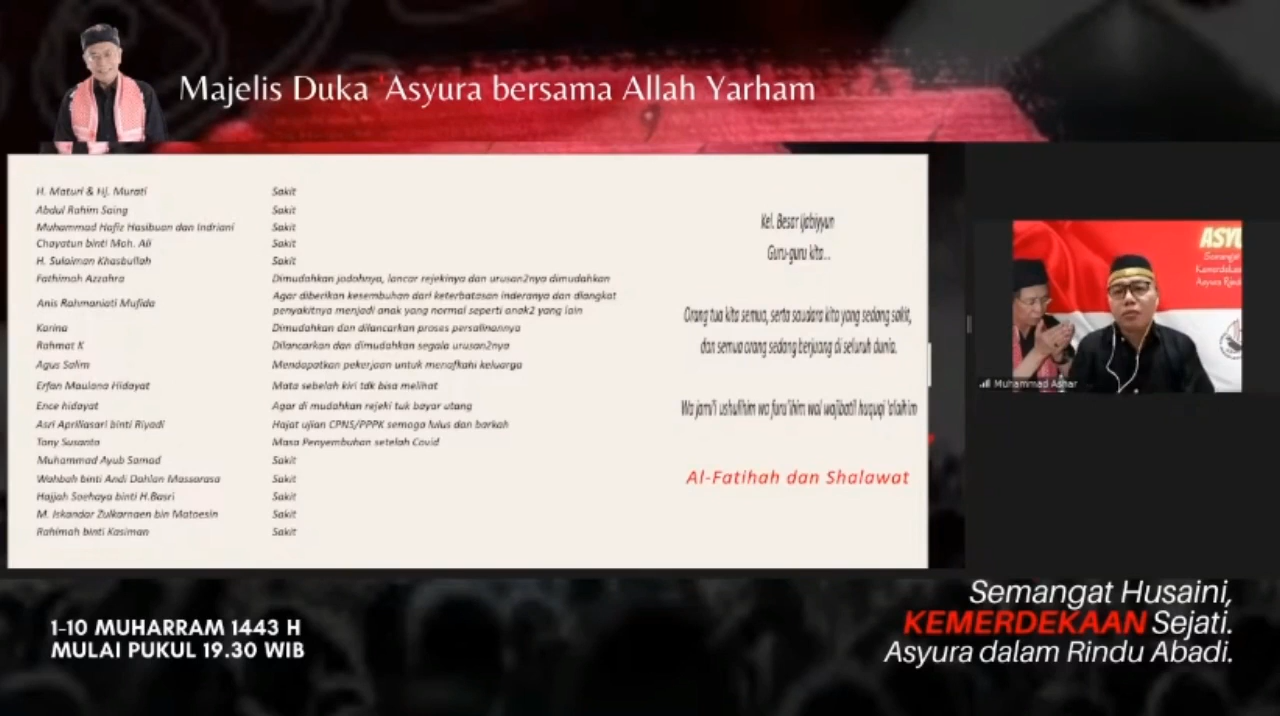 Majelis Duka 'Asyura bersama Allah Yarham
H. Maturi & Hj. Murati Sakit
Abdul Rahim Saing Sakit
Muhammad Hafiz Hasibuan dan Indriani Sakit
Chayatun binti Moh. Ali Sakit
H. Sulaiman Khasbullah Sakit
Fathimah Azzahra Dimudahkan jodohnya, lancar rejekinya dan urusan2nya dimudahkan
Anis Rahmaniati Mufida Agar diberikan kesembuhan dari keterbatasan inderanya dan diangkat
penyakitnya menjadi anak yang normal seperti anak2 yang lain
Karina Dimudahkan dan dilancarkan proses persalinannya
Rahmat K Dilancarkan dan dimudahkan segala urusan2nya
Agus Salim Mendapatkan pekerjaan untuk menafkahi keluarga
Erfan Maulana Hidayat Mata sebelah kiri tdk bisa melihat
Ence hidayat Agar di mudahkan rejeki tuk bayar utang
Asri Apriliasari binti Riyadi Hajat ujian CPNS/PPPK semoga lulus dan barkah
Tony Susanto Masa Penyembuhan setelah Covid
Muhammad Ayub Samad Sakit
Wahbah binti Andi Dahlan Massarasa Sakit
Hajjah Soehaya binti H.Basri Sakit
M. Iskandar Zulkarnaen bin Matoesin Sakit
Rahimah binti Kasiman Sakit
Kel. Besar Ijabiyyun
Guru-guru kita...
Orang tua kita semua, serta saudara kita yang sedang sakit,
dan semua orang sedang berjuang di seluruh dunia.
Wa jami'i ushulihim wa furu'ihim wal wajibatil huquqi 'alaihim
Al-Fatihah dan Shalawat
ASYU
Semangat
Kemerdeka
Asyura Rind
Muhammad Ashar
1-10 MUHARRAM 1443 H
MULAI PUKUL 19.30 WIB
Semangat Husaini,
KEMERDEKAAN Sejati.
Asyura dalam Rindu Abadi.